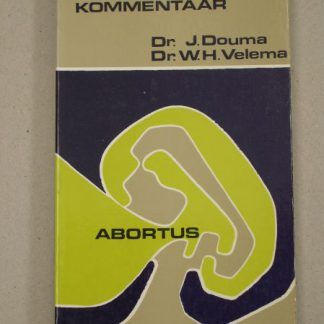 KOMMENTAAR
Dr. J. Douma
Dr. W.H. Velema
ABORTUS